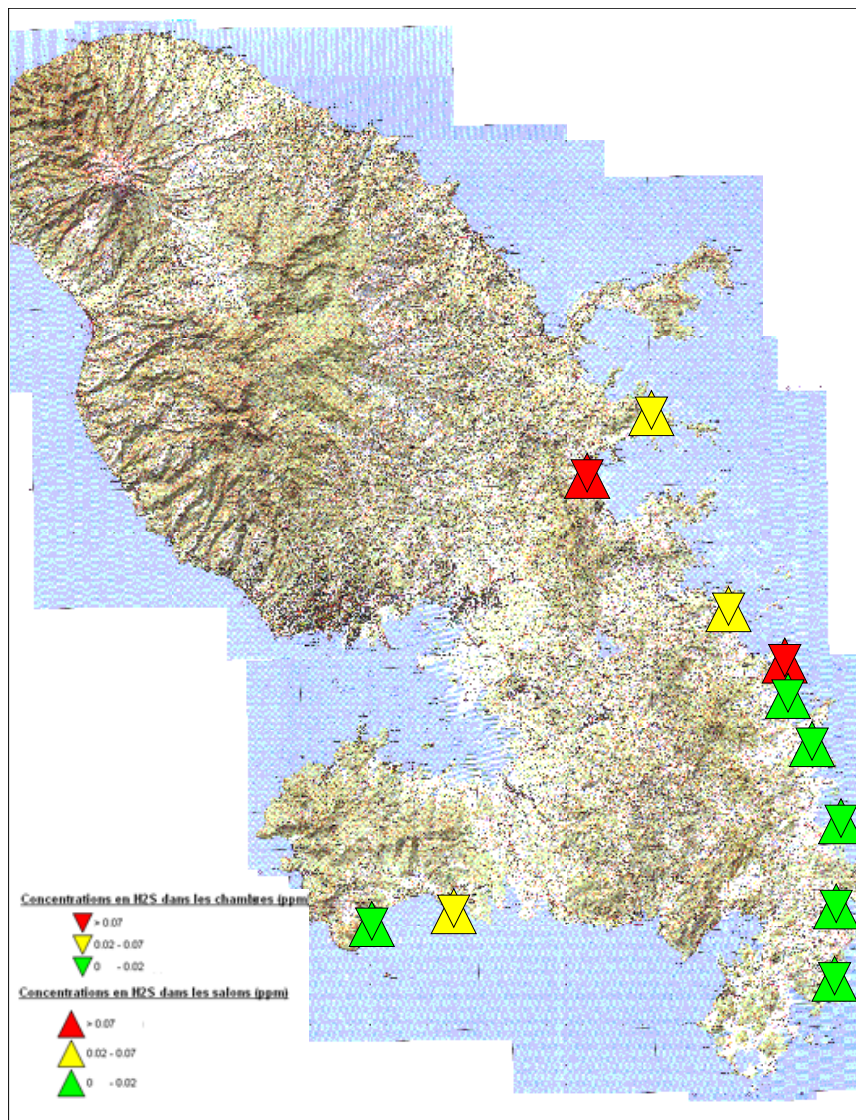 Concentrations en H2S dans les chambres (ppm)
> 0.07
0.02 - 0.07
0 - 0.02
Concentrations en H2S dans les salons (ppm)
> 0.07
0.02 - 0.07
0 - 0.02